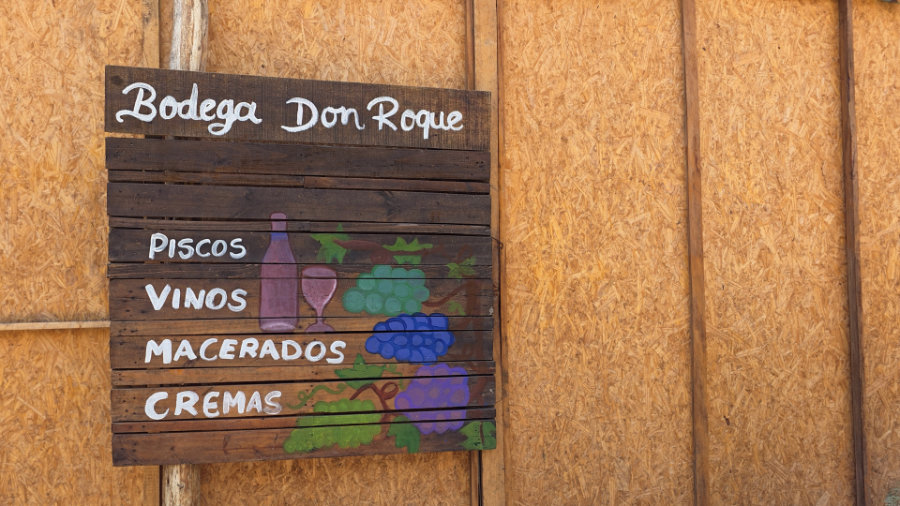 Bodega Don Roque
PISCOS
VINOS
MACERADOS
CREMAS